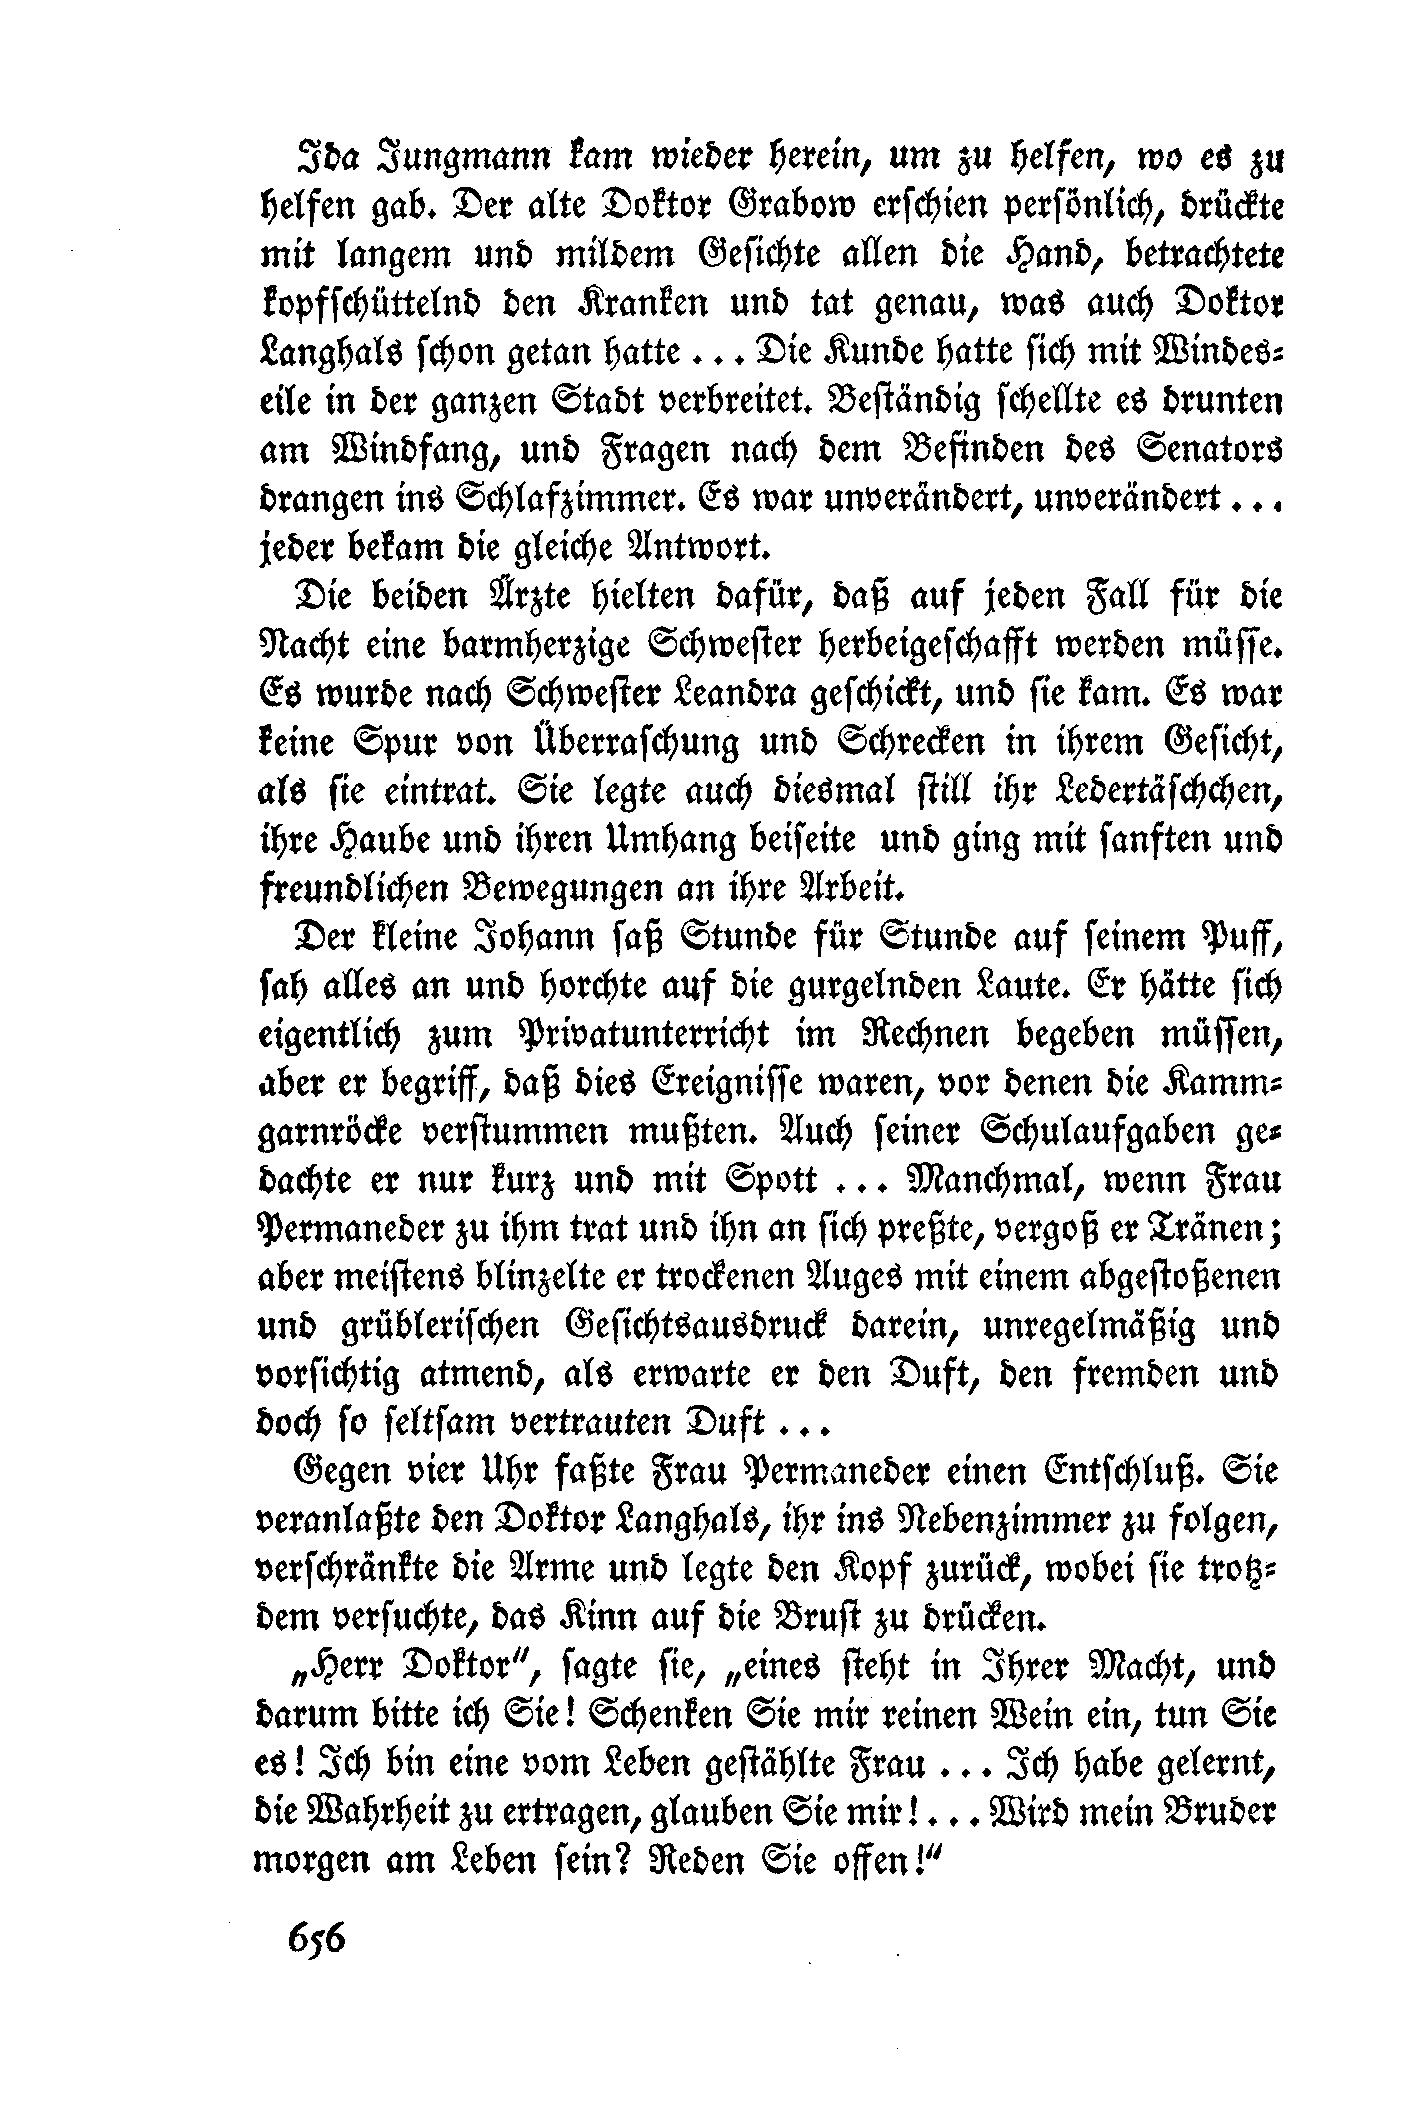 Ida Jungmann kam wieder herein, um zu helfen, wo es zu
helfen gab. Der alte Doktor Grabow erschien persönlich, drückte
mit langem und mildem Gesichte allen die Hand, betrachtete
kopfschüttelnd den Kranken und tat genau, was auch Doktor
Langhals schon getan hatte ... Die Kunde hatte sich mit Windes-
eile in der ganzen Stadt verbreitet. Beständig schellte es drunten
am Windfang, und Fragen nach dem Befinden des Senators
drangen ins Schlafzimmer. Es war unverändert, unverändert ...
jeder bekam die gleiche Antwort.
Die beiden Ärzte hielten dafür, daß auf jeden Fall für die
Nacht eine barmherzige Schwester herbeigeschafft werden müsse.
Es wurde nach Schwester Leandra geschickt, und sie kam. Es war
keine Spur von Überraschung und Schrecken in ihrem Gesicht,
als sie eintrat. Sie legte auch diesmal still ihr Ledertäschchen,
ihre Haube und ihren Umhang beiseite und ging mit sanften und
freundlichen Bewegungen an ihre Arbeit.
Der kleine Johann saß Stunde für Stunde auf seinem Puff,
sah alles an und horchte auf die gurgelnden Laute. Er hätte sich
eigentlich zum Privatunterricht im Rechnen begeben müssen,
aber er begriff, daß dies Ereignisse waren, vor denen die Kamm-
garnröcke verstummen mußten. Auch seiner Schulaufgaben ge-
dachte er nur kurz und mit Spott ... Manchmal, wenn Frau
Permaneder zu ihm trat und ihn an sich preßte, vergoß er Tränen;
aber meistens blinzelte er trockenen Auges mit einem abgestoßenen
und grüblerischen Gesichtsausdruck darein, unregelmäßig und
vorsichtig atmend, als erwarte er den Duft, den fremden und
doch so seltsam vertrauten Duft ...
Gegen vier Uhr faßte Frau Permaneder einen Entschluß. Sie
veranlaßte den Doktor Langhals, ihr ins Nebenzimmer zu folgen,
verschränkte die Arme und legte den Kopf zurück, wobei sie trotz-
dem versuchte, das Kinn auf die Brust zu drücken.
„Herr Doktor“, sagte sie, „eines steht in Ihrer Macht, und
darum bitte ich Sie! Schenken Sie mir reinen Wein ein, tun Sie
es! Ich bin eine vom Leben gestählte Frau ... Ich habe gelernt,
die Wahrheit zu ertragen, glauben Sie mir! ... Wird mein Bruder
morgen am Leben sein? Reden Sie offen!“
656